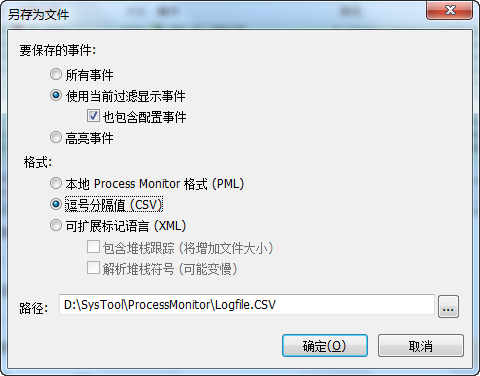 另存为文件
要保存的事件:
所有事件
使用当前过滤显示事件
也包含配置事件
高亮事件
格式:
本地 Process Monitor 格式 (PML)
逗号分隔值 (CSV)
可扩展标记语言 (XML)
包含堆栈跟踪 (将增加文件大小)
解析堆栈符号 (可能变慢)
路径: D:\SysTool\ProcessMonitor\Logfile.CSV ...
确定(O) 取消